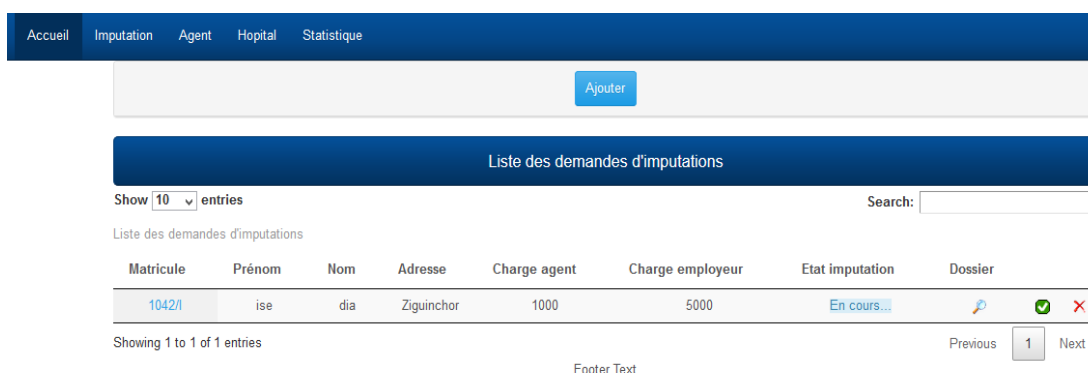 Accueil Imputation Agent Hopital Statistique
Ajouter
Liste des demandes d'imputations
Show 10 entries Search:
Liste des demandes d'imputations
Matricule Prénom Nom Adresse Charge agent Charge employeur Etat imputation Dossier
1042/I ise dia Ziguinchor 1000 5000 En cours...
Showing 1 to 1 of 1 entries Previous 1 Next
Footer Text